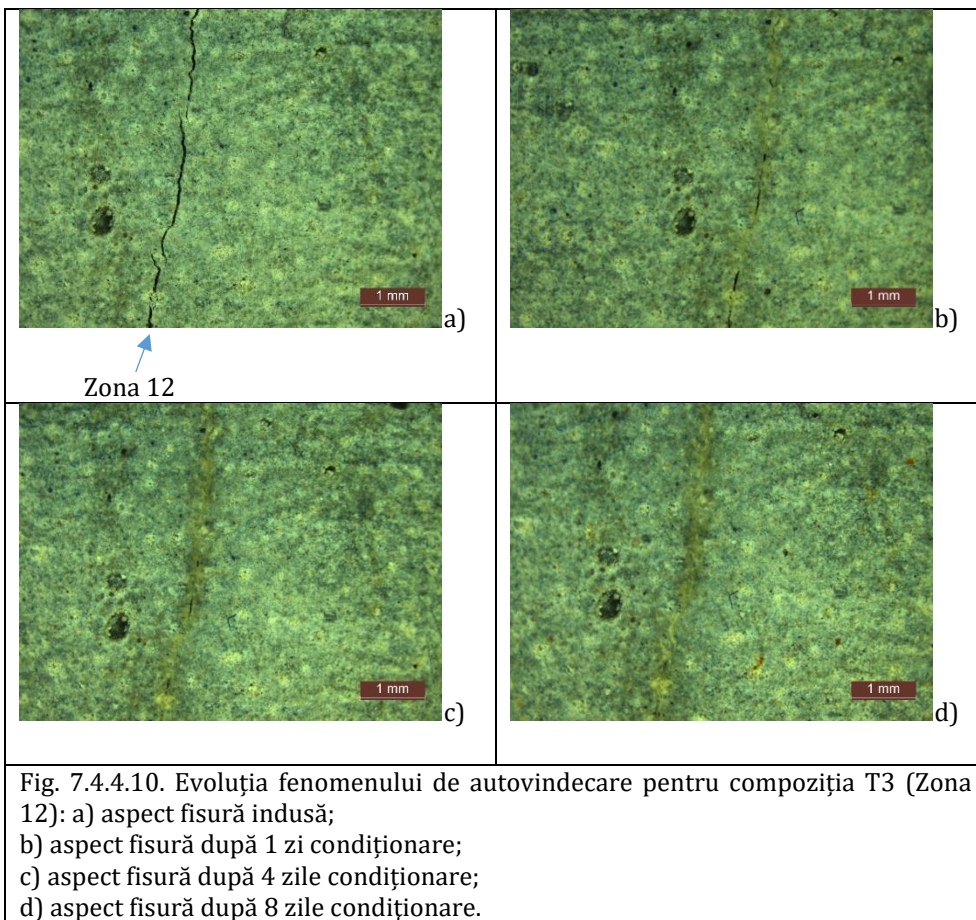 1 mm
a)
1 mm
b)
Zona 12
1 mm
c)
1 mm
d)
Fig. 7.4.4.10. Evoluția fenomenului de autovindecare pentru compoziția T3 (Zona
12): a) aspect fisură indusă;
b) aspect fisură după 1 zi condiționare;
c) aspect fisură după 4 zile condiționare;
d) aspect fisură după 8 zile condiționare.